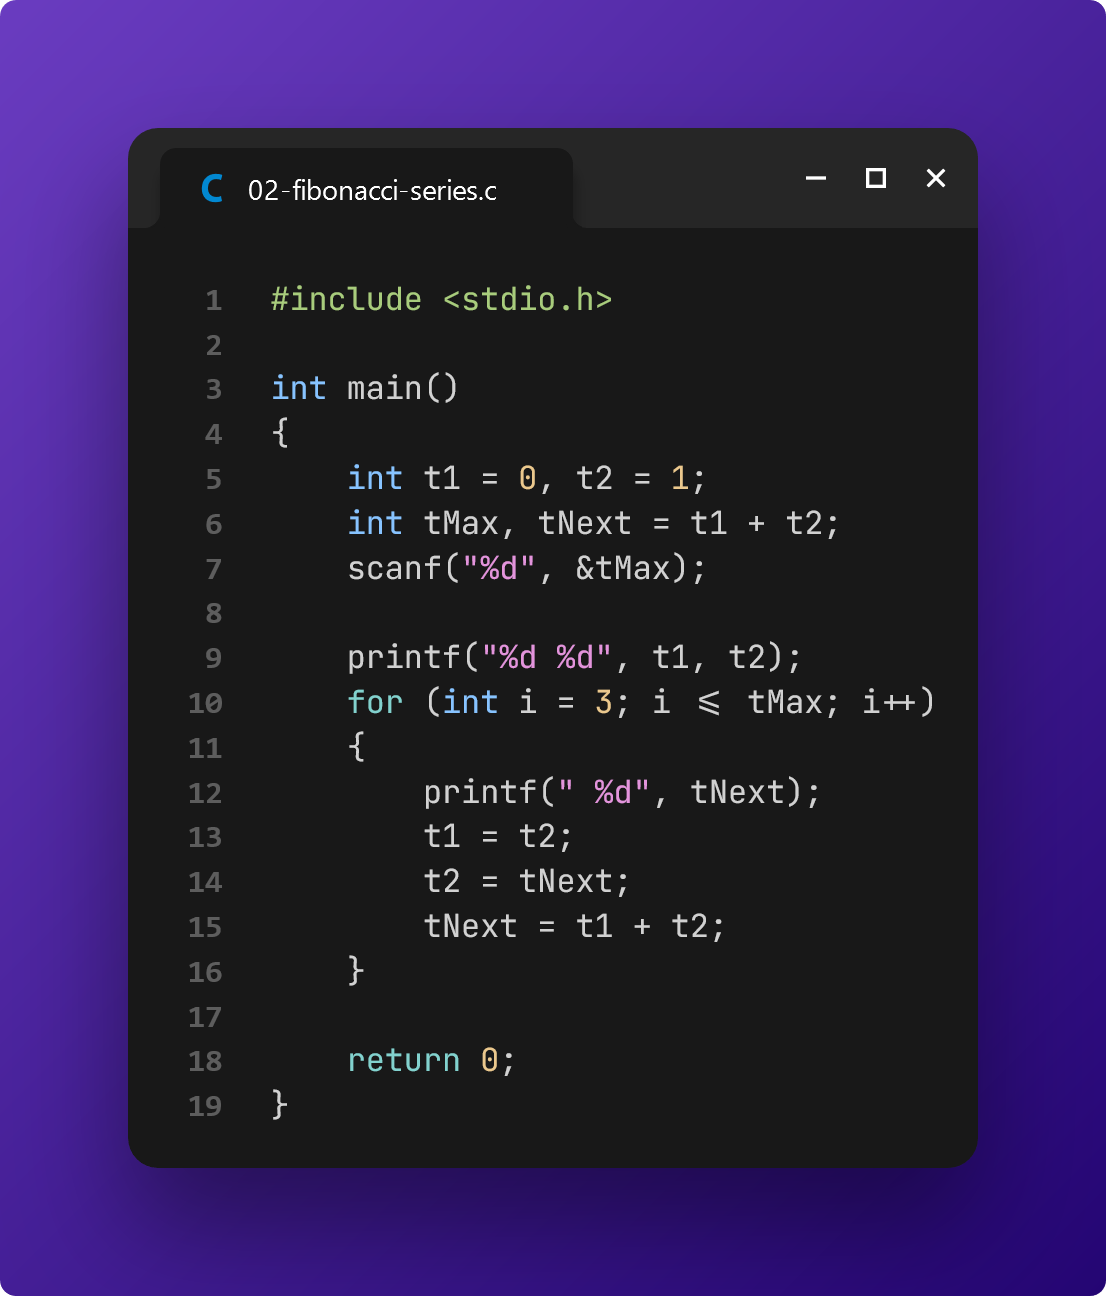 02-fibonacci-series.c
1 #include <stdio.h>
2
3 int main()
4 {
5     int t1 = 0, t2 = 1;
6     int tMax, tNext = t1 + t2;
7     scanf("%d", &tMax);
8
9     printf("%d %d", t1, t2);
10     for (int i = 3; i <= tMax; i++)
11     {
12         printf(" %d", tNext);
13         t1 = t2;
14         t2 = tNext;
15         tNext = t1 + t2;
16     }
17
18     return 0;
19 }